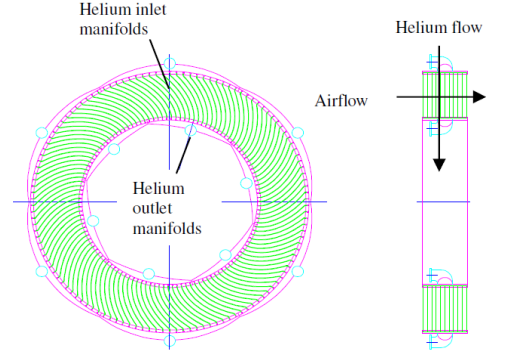 Helium inlet
manifolds
Helium
outlet
manifolds
Helium flow
Airflow